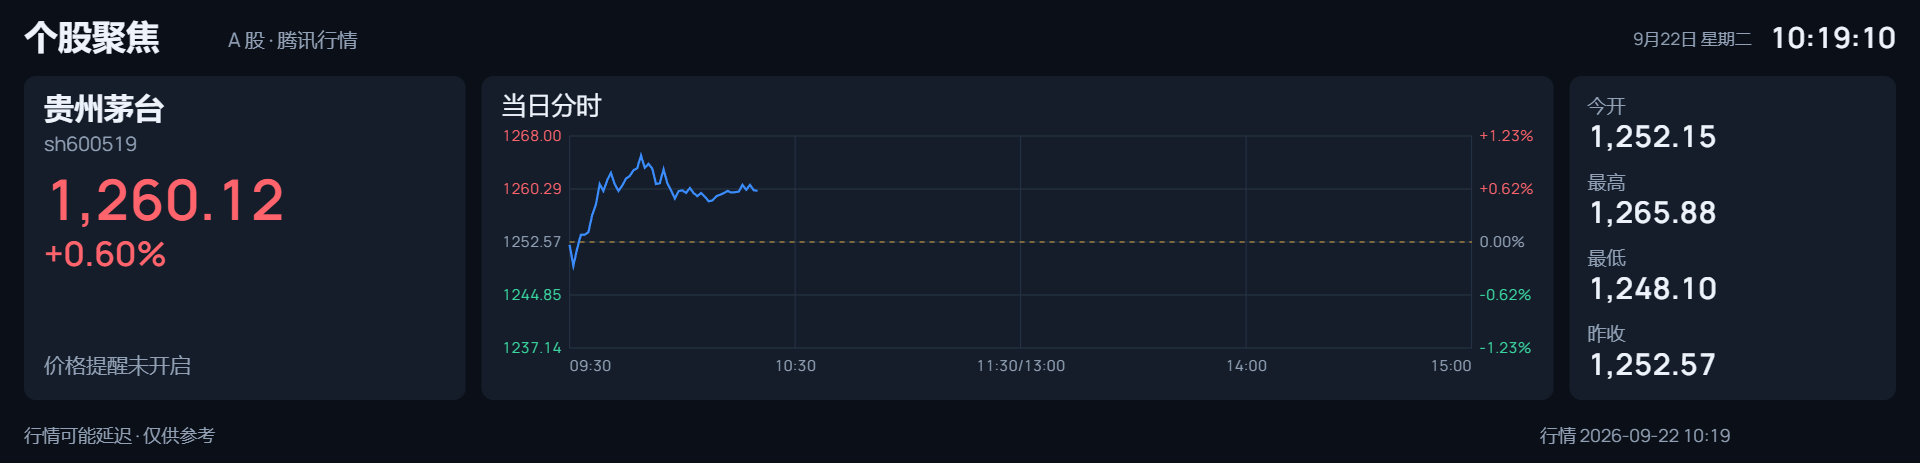 个股聚焦
A 股 · 腾讯行情
9月22日 星期二
10:19:10
贵州茅台
sh600519
1,260.12
+0.60%
价格提醒未开启
当日分时
1268.00
1260.29
1252.57
1244.85
1237.14
+1.23%
+0.62%
0.00%
-0.62%
-1.23%
09:30
10:30
11:30/13:00
14:00
15:00
今开
1,252.15
最高
1,265.88
最低
1,248.10
昨收
1,252.57
行情可能延迟 · 仅供参考
行情 2026-09-22 10:19